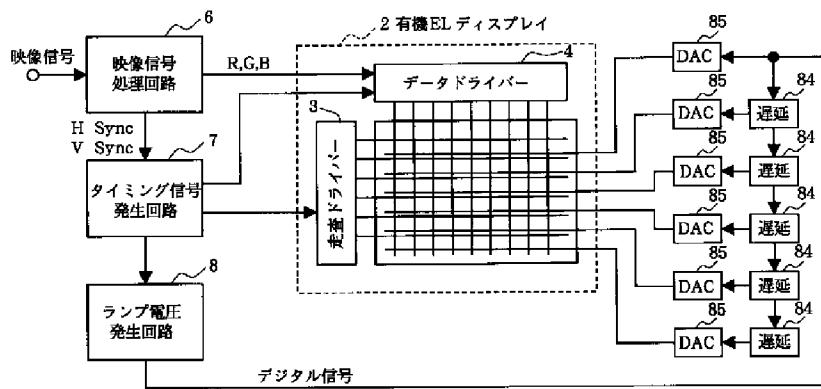 6
映像信号
映像信号
処理回路
R,G,B
H Sync
V Sync
7
タイミング信号
発生回路
8
ランプ電圧
発生回路
デジタル信号
2 有機ELディスプレイ
4
データドライバー
3
走査ドライバー
85
DAC
85
DAC
84
遅延
85
DAC
84
遅延
85
DAC
84
遅延
85
DAC
84
遅延
85
DAC
84
遅延